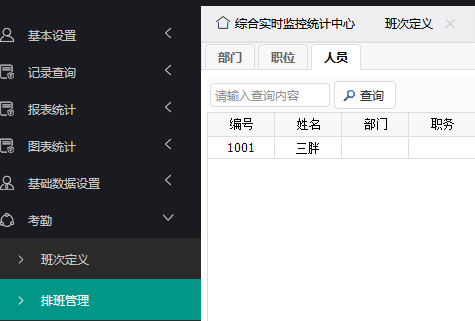 基本设置
记录查询
报表统计
图表统计
基础数据设置
考勤
班次定义
排班管理
综合实时监控统计中心 班次定义
部门 职位 人员
请输入查询内容 查询
编号 姓名 部门 职务
1001 三胖